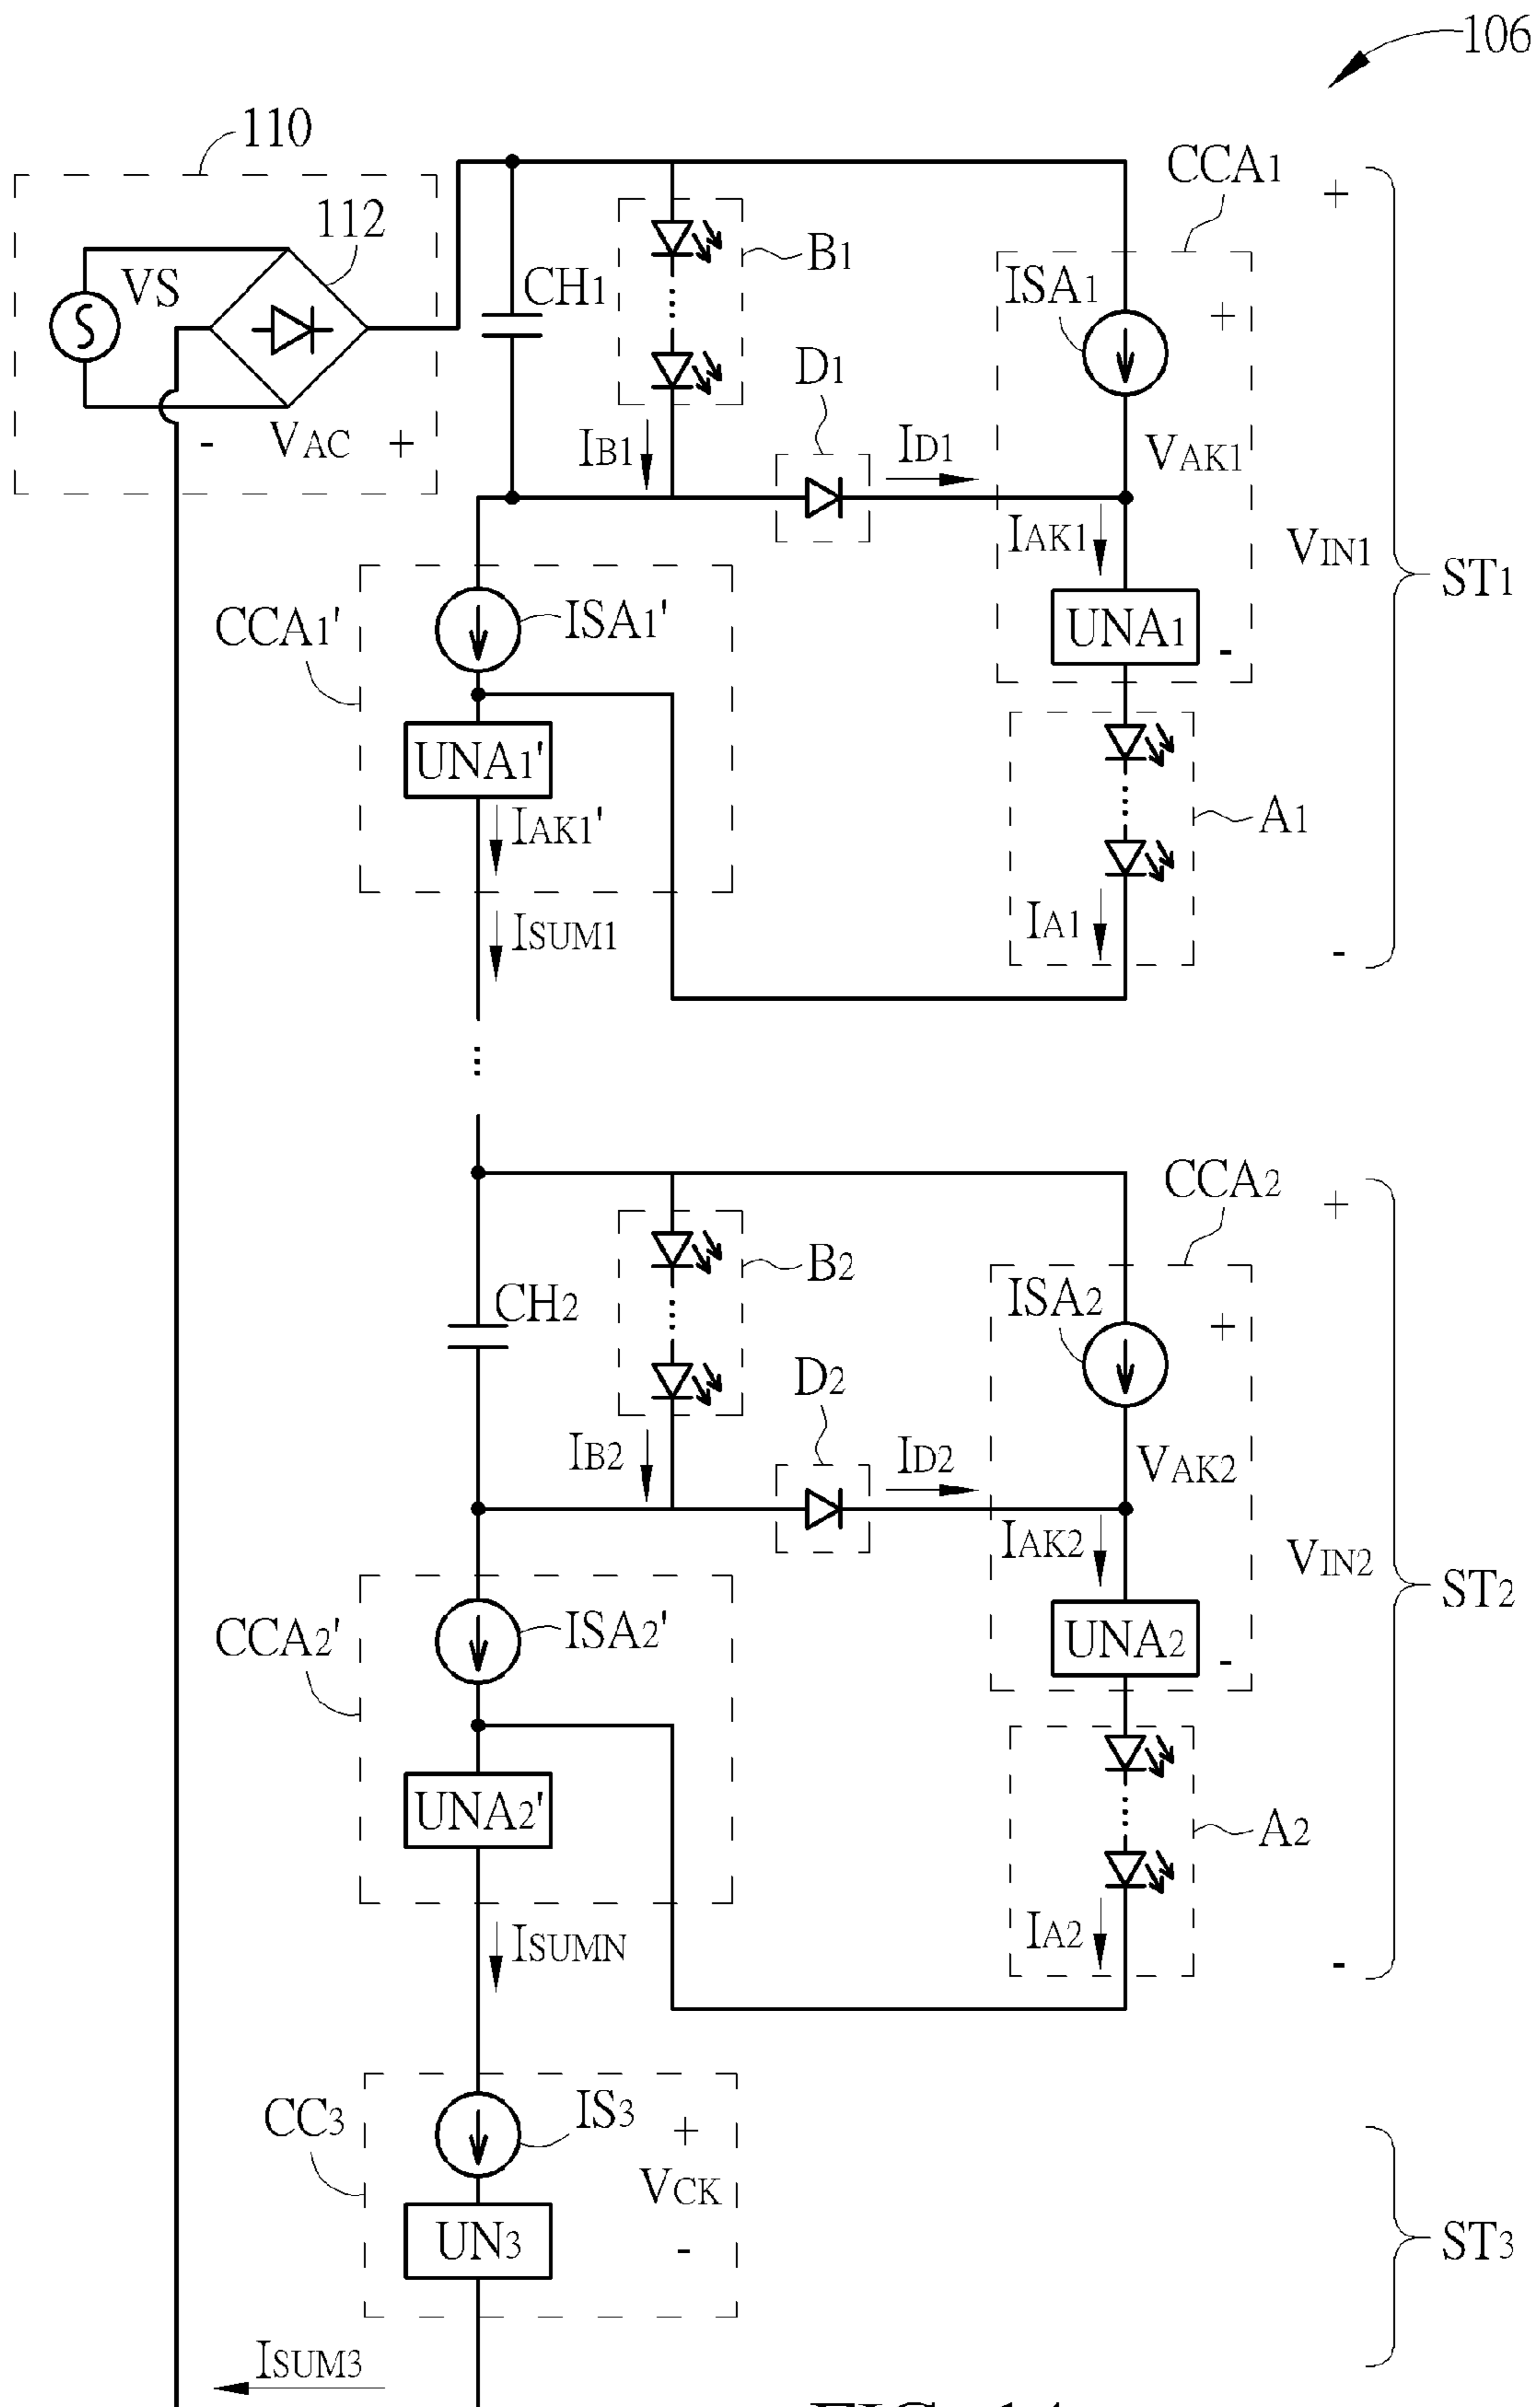 106
110
112
VS
- VAC +
CH1
B1
CCA1
+
ISA1
+
D1
IB1
ID1
VAK1
IAK1
VIN1
ST1
CCA1'
ISA1'
UNA1
-
UNA1'
IAK1'
A1
IA1
ISUM1
-
CCA2
+
B2
CH2
ISA2
+
D2
IB2
ID2
VAK2
IAK2
VIN2
ST2
CCA2'
ISA2'
UNA2
-
UNA2'
A2
IA2
ISUMN
-
CC3
IS3
+
VCK
UN3
-
ST3
ISUM3